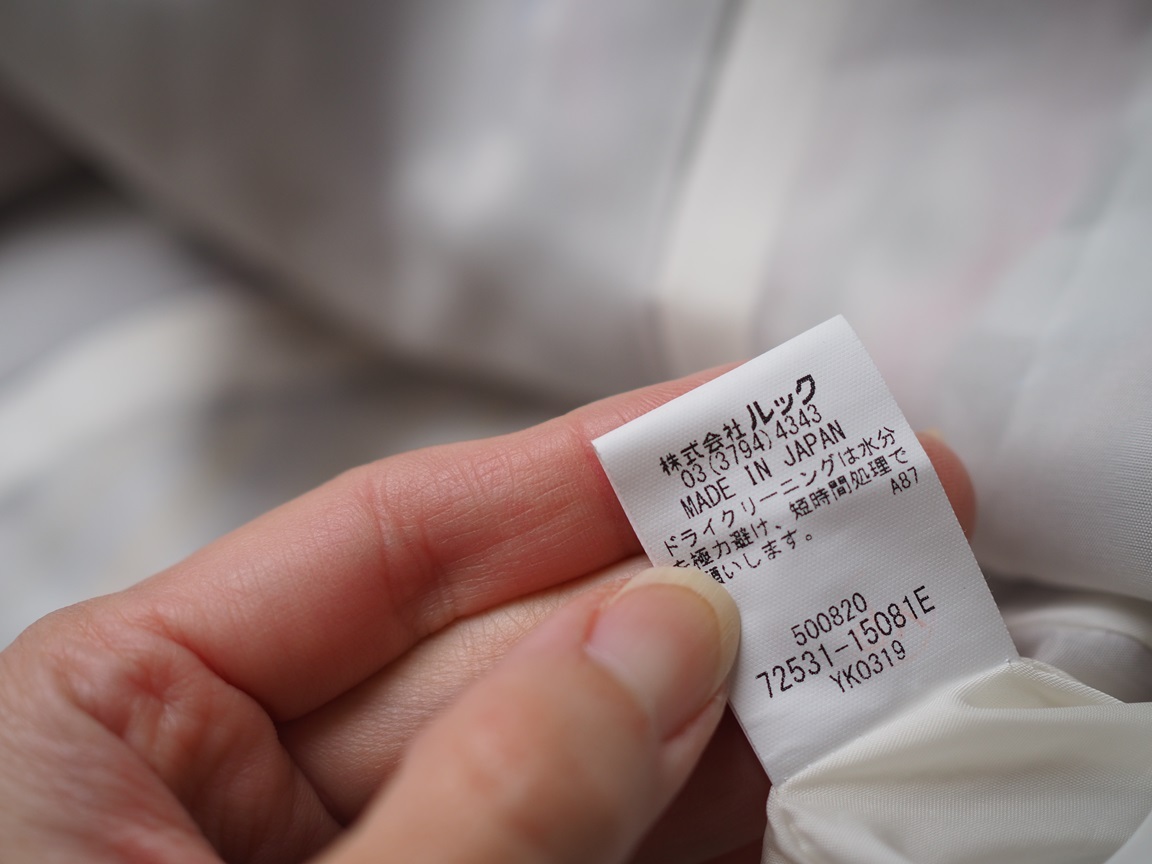 株式会社ルック
03(3794)4343
MADE IN JAPAN
ドライクリーニングは水分
を極力避け、短時間処理で
願いします。
A87
500820
72531-15081E
YK0319